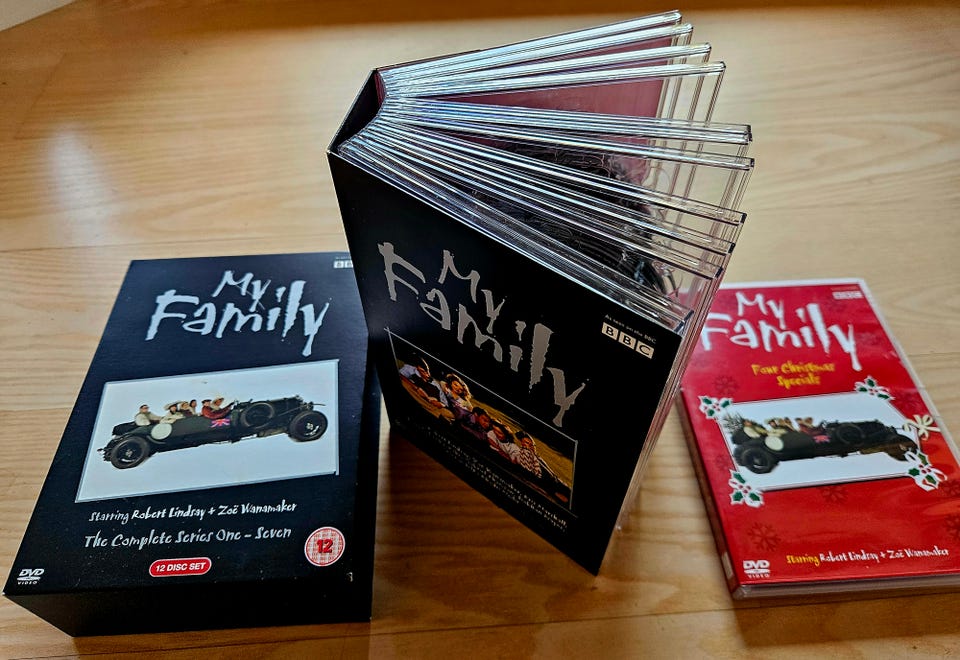 BBC
My
Family
Starring Robert Lindsay + Zoë Wanamaker
The Complete Series One - Seven
12
12 DISC SET
DVD
VIDEO
My
Family
As seen on the BBC
BBC
BBC
My
Family
Four Christmas
Specials
Starring Robert Lindsay + Zoë Wanamaker
DVD
VIDEO